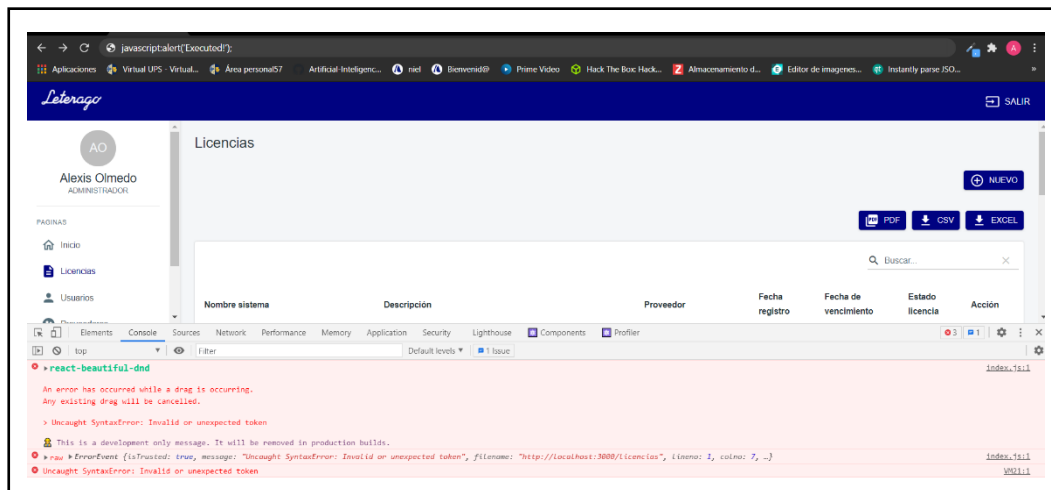 javascript:alert('Executed!');
A
Aplicaciones Virtual UPS - Virtual... Área personal57 Artificial-Inteligenc... niel Bienvenid@ Prime Video Hack The Box: Hack... Almacenamiento d... Editor de imagenes... Instantly parse JSO... »
Leterago SALIR
AO
Alexis Olmedo
ADMINISTRADOR
Licencias
NUEVO
PDF CSV EXCEL
PAGINAS
Inicio
Licencias
Usuarios
Buscar...
Nombre sistema Descripción Proveedor Fecha registro Fecha de vencimiento Estado licencia Acción
Elements Console Sources Network Performance Memory Application Security Lighthouse Components Profiler 3 1
top Filter Default levels 1 Issue
react-beautiful-dnd index.js:1
An error has occurred while a drag is occurring.
Any existing drag will be cancelled.
> Uncaught SyntaxError: Invalid or unexpected token
This is a development only message. It will be removed in production builds.
raw ErrorEvent {isTrusted: true, message: "Uncaught SyntaxError: Invalid or unexpected token", filename: "http://localhost:3000/licencias", lineno: 1, colno: 7, …} index.js:1
Uncaught SyntaxError: Invalid or unexpected token VM21:1